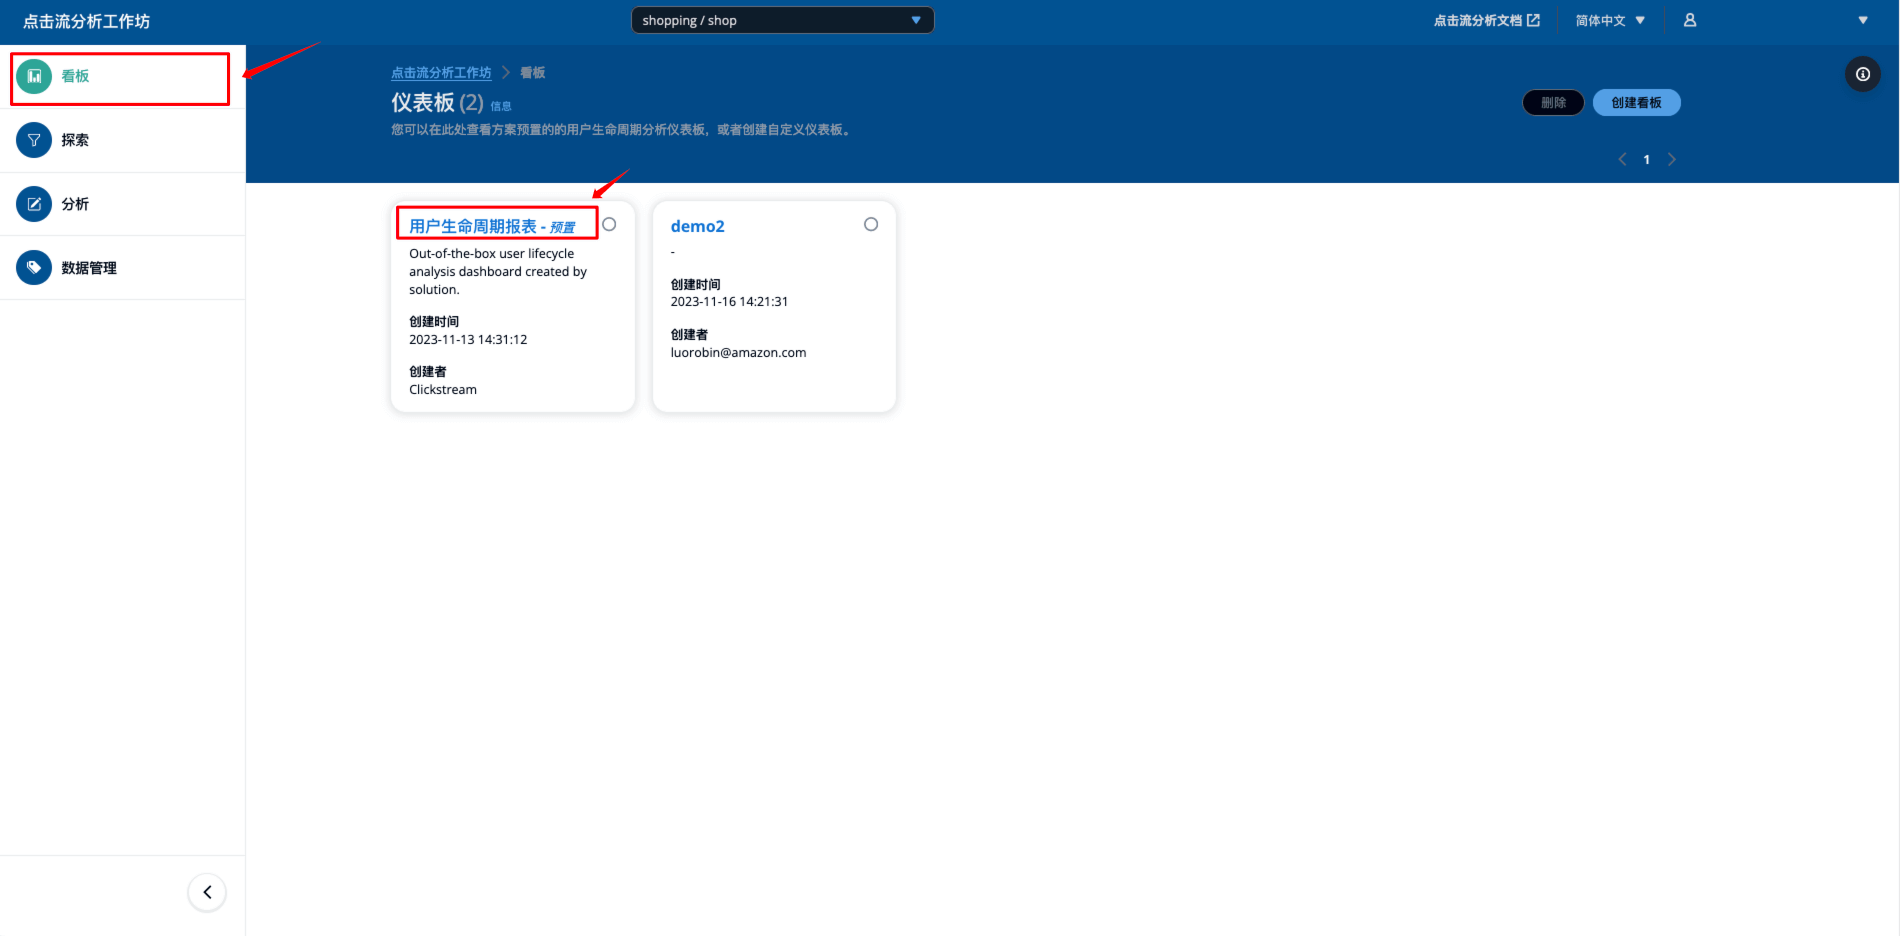 点击流分析工作坊
shopping / shop
点击流分析文档
简体中文
看板
探索
分析
数据管理
点击流分析工作坊 > 看板
仪表板 (2) 信息
您可以在此处查看方案预置的的用户生命周期分析仪表板，或者创建自定义仪表板。
删除
创建看板
1
用户生命周期报表 - 预置
Out-of-the-box user lifecycle
analysis dashboard created by
solution.
创建时间
2023-11-13 14:31:12
创建者
Clickstream
demo2
-
创建时间
2023-11-16 14:21:31
创建者
luorobin@amazon.com